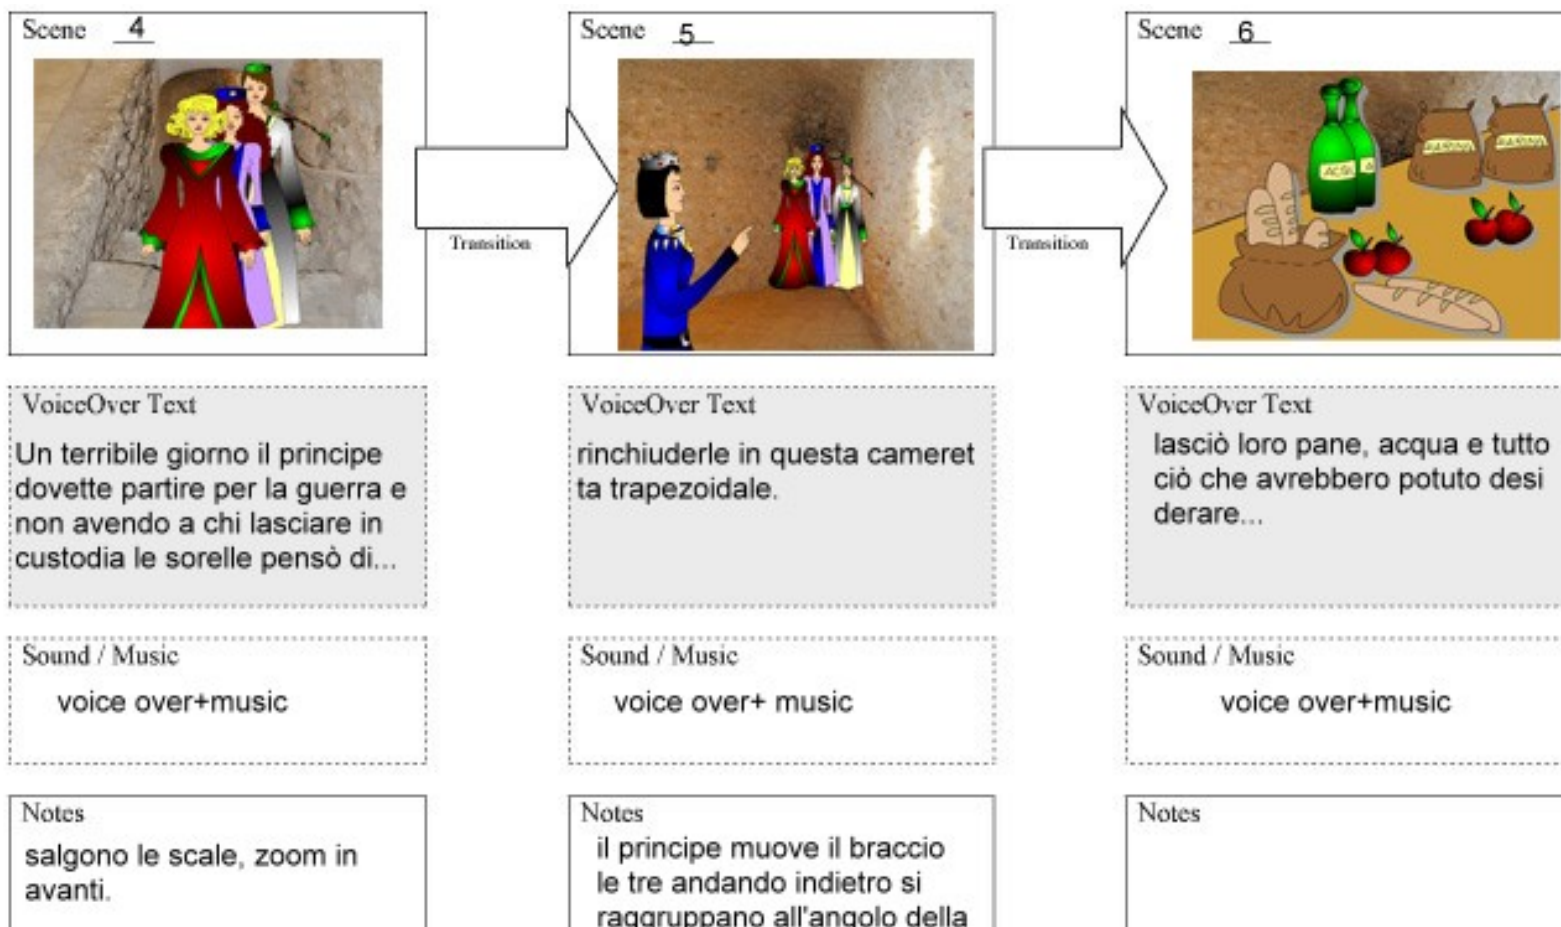 Scene 4
Scene 5
Scene 6
ACQU
A
FARINA
FARINA
Transition
Transition
VoiceOver Text
Un terribile giorno il principe
dovette partire per la guerra e
non avendo a chi lasciare in
custodia le sorelle pensò di...
VoiceOver Text
rinchiuderle in questa cameret
ta trapezoidale.
VoiceOver Text
lasciò loro pane, acqua e tutto
ciò che avrebbero potuto desi
derare...
Sound / Music
voice over+music
Sound / Music
voice over+ music
Sound / Music
voice over+music
Notes
salgono le scale, zoom in
avanti.
Notes
il principe muove il braccio
le tre andando indietro si
raggruppano all'angolo della
Notes